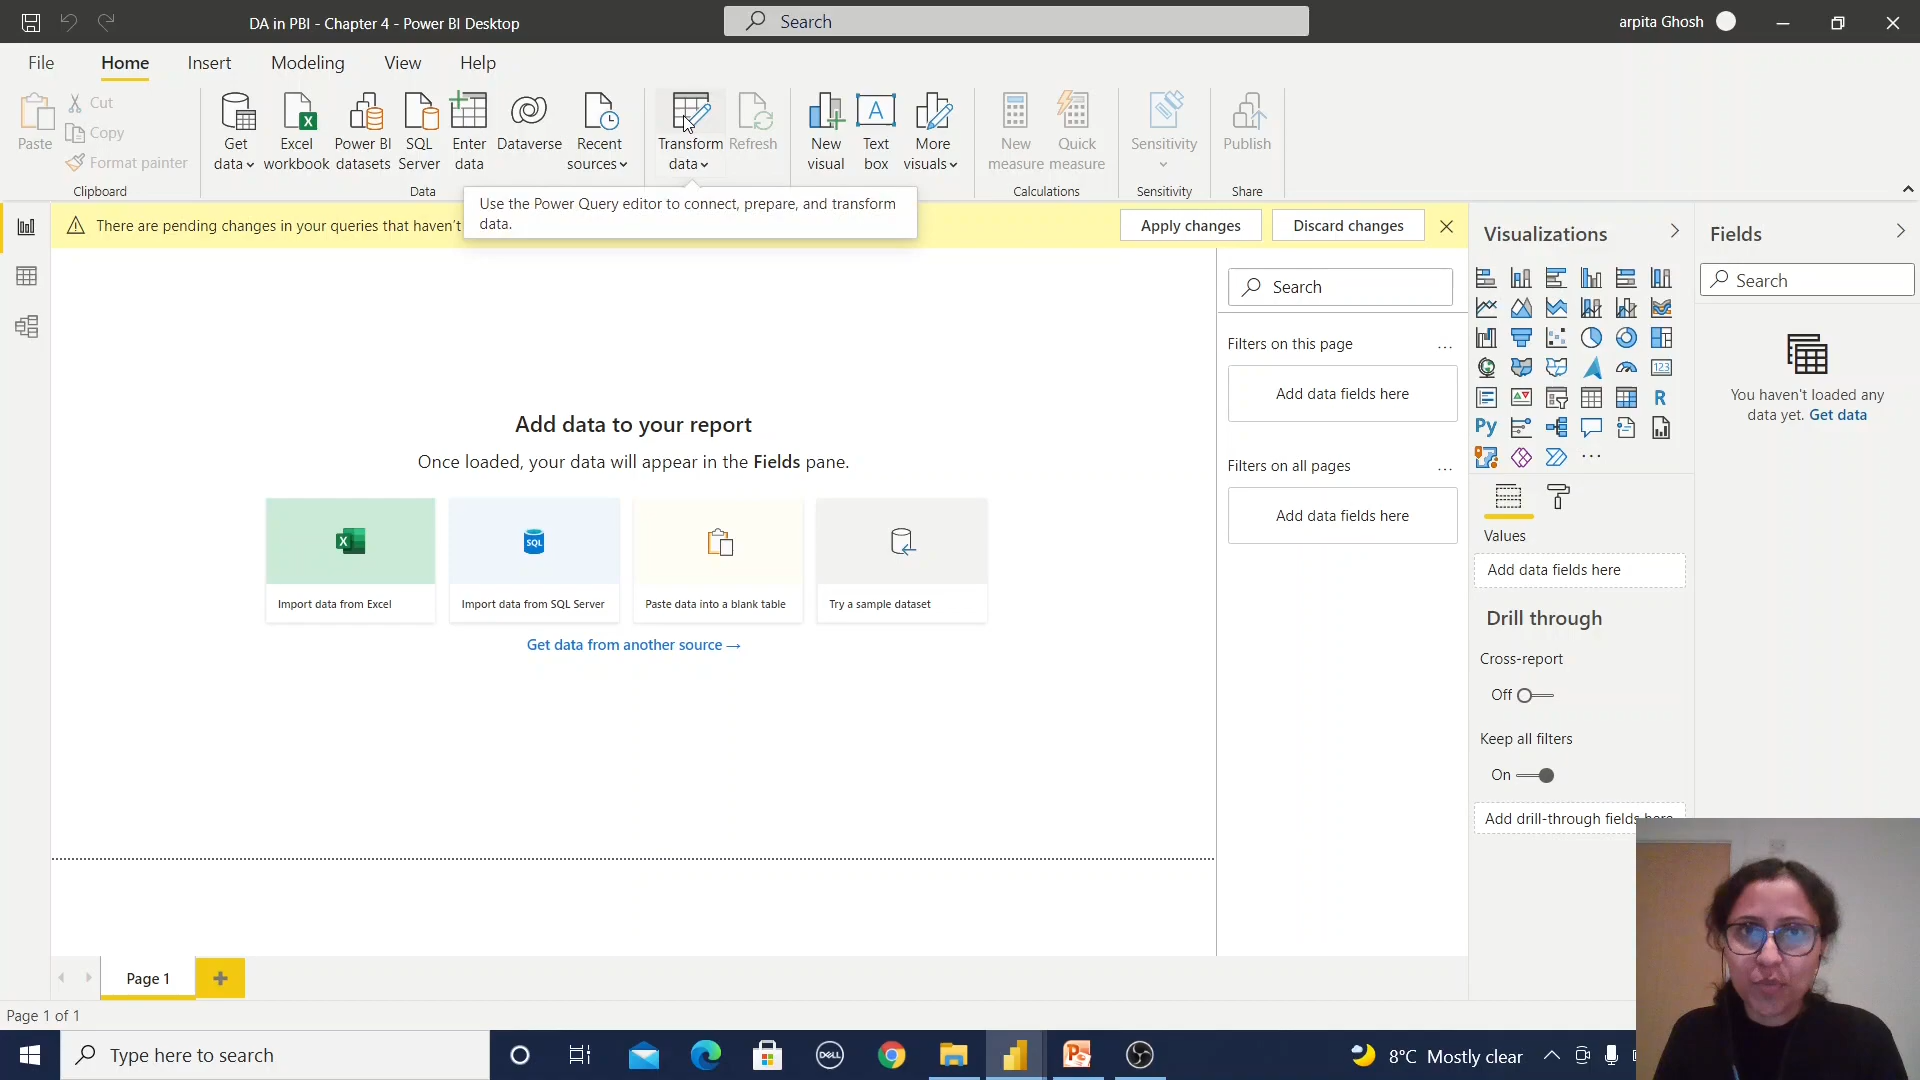 DA in PBI - Chapter 4 - Power BI Desktop
Search
arpita Ghosh
File
Home
Insert
Modeling
View
Help
Paste
Cut
Copy
Format painter
Clipboard
Get
data
Excel
workbook
Power BI
datasets
SQL
Server
Enter
data
Dataverse
Recent
sources
Data
Transform
data
Refresh
New
visual
A
Text
box
More
visuals
New
measure
Quick
measure
Calculations
Sensitivity
Sensitivity
Publish
Share
Use the Power Query editor to connect, prepare, and transform
data.
There are pending changes in your queries that haven't
Apply changes
Discard changes
Search
Filters on this page
...
Add data fields here
Filters on all pages
...
Add data fields here
Add data to your report
Once loaded, your data will appear in the Fields pane.
X
SQL
Import data from Excel
Import data from SQL Server
Paste data into a blank table
Try a sample dataset
Get data from another source →
Visualizations
123
R
Py
...
Values
Add data fields here
Drill through
Cross-report
Off
Keep all filters
On
Add drill-through fields here
Fields
Search
You haven't loaded any
data yet. Get data
Page 1
+
Page 1 of 1
Type here to search
DELL
P
8°C Mostly clear